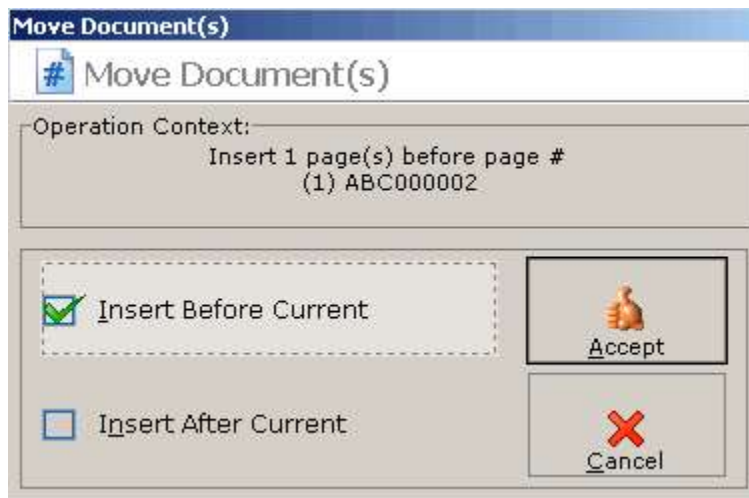 Move Document(s)
# Move Document(s)
Operation Context:
Insert 1 page(s) before page #
(1) ABC000002
Insert Before Current
Accept
Insert After Current
Cancel